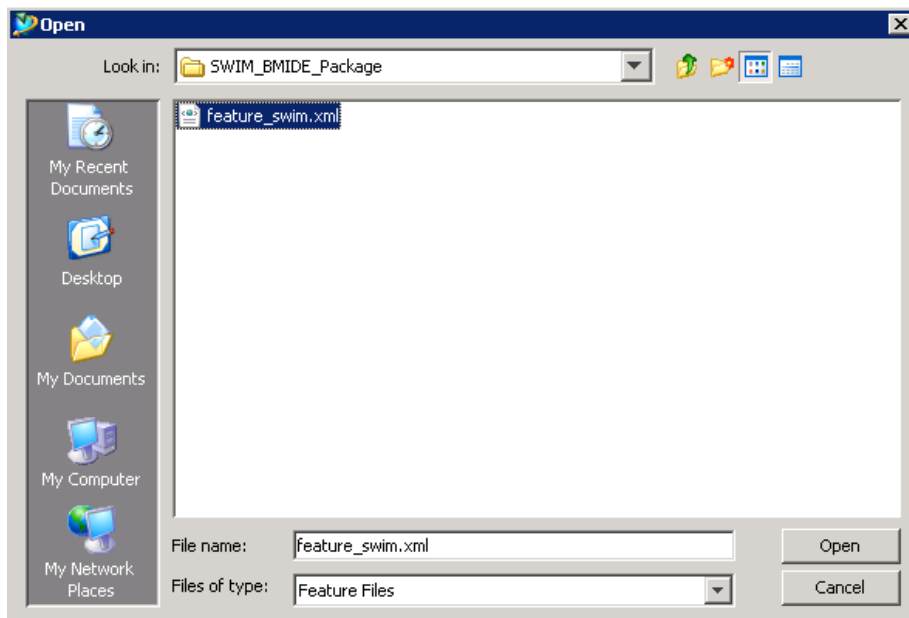 Open
Look in:
SWIM_BMIDE_Package
feature_swim.xml
My Recent
Documents
Desktop
My Documents
My Computer
My Network
Places
File name:
feature_swim.xml
Open
Files of type:
Feature Files
Cancel